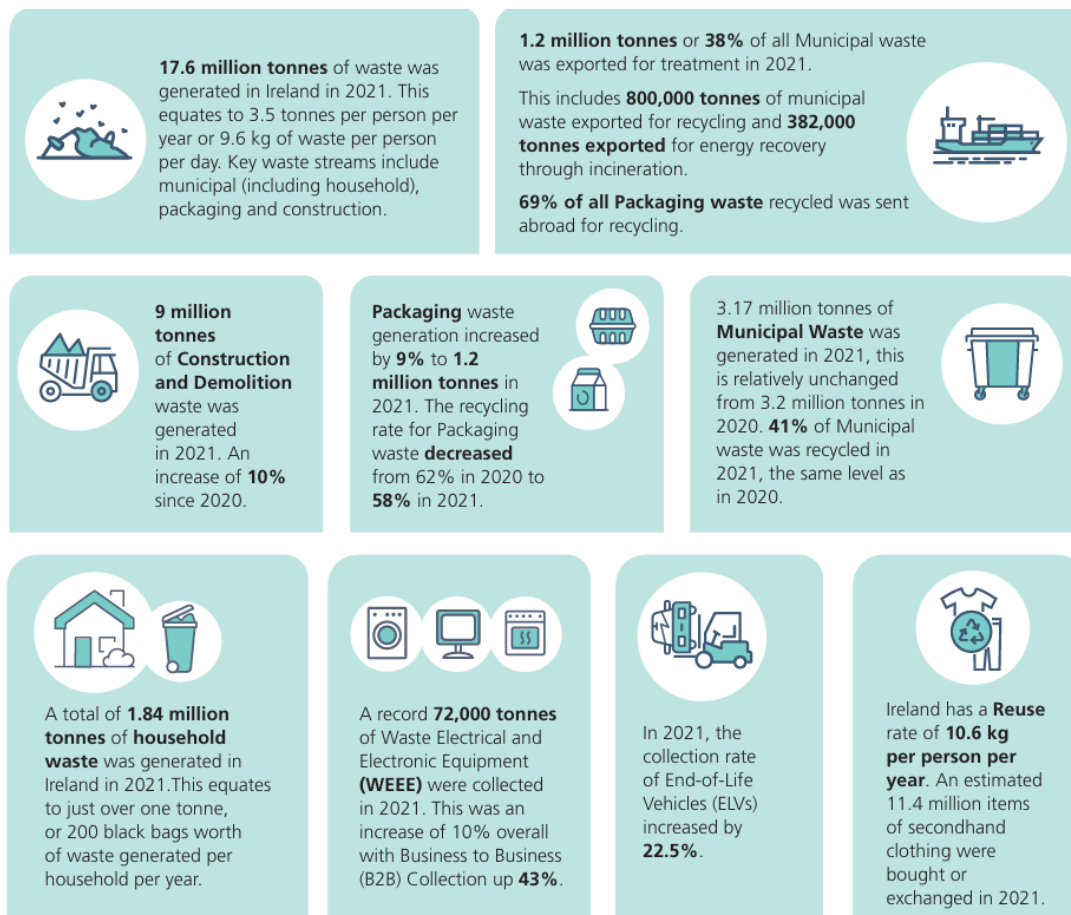 17.6 million tonnes of waste was
generated in Ireland in 2021. This
equates to 3.5 tonnes per person per
year or 9.6 kg of waste per person
per day. Key waste streams include
municipal (including household),
packaging and construction.
1.2 million tonnes or 38% of all Municipal waste
was exported for treatment in 2021.
This includes 800,000 tonnes of municipal
waste exported for recycling and 382,000
tonnes exported for energy recovery
through incineration.
69% of all Packaging waste recycled was sent
abroad for recycling.
9 million
tonnes
of Construction
and Demolition
waste was
generated
in 2021. An
increase of 10%
since 2020.
Packaging waste
generation increased
by 9% to 1.2
million tonnes in
2021. The recycling
rate for Packaging
waste decreased
from 62% in 2020 to
58% in 2021.
3.17 million tonnes of
Municipal Waste was
generated in 2021, this
is relatively unchanged
from 3.2 million tonnes in
2020. 41% of Municipal
waste was recycled in
2021, the same level as
in 2020.
A total of 1.84 million
tonnes of household
waste was generated in
Ireland in 2021.This equates
to just over one tonne,
or 200 black bags worth
of waste generated per
household per year.
A record 72,000 tonnes
of Waste Electrical and
Electronic Equipment
(WEEE) were collected
in 2021. This was an
increase of 10% overall
with Business to Business
(B2B) Collection up 43%.
In 2021, the
collection rate
of End-of-Life
Vehicles (ELVs)
increased by
22.5%.
Ireland has a Reuse
rate of 10.6 kg
per person per
year. An estimated
11.4 million items
of secondhand
clothing were
bought or
exchanged in 2021.